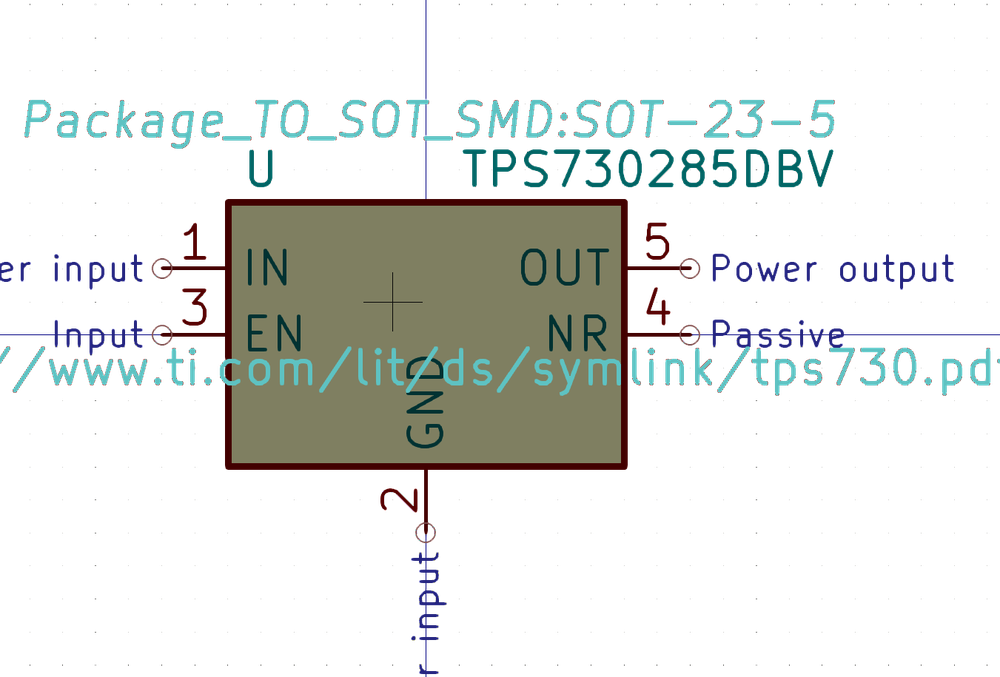 Package_TO_SOT_SMD:SOT-23-5
U TPS730285DBV
er input 1 IN OUT 5 Power output
Input 3 EN NR 4 Passive
//www.ti.com/lit/ds/symlink/tps730.pd
GND
2
r input